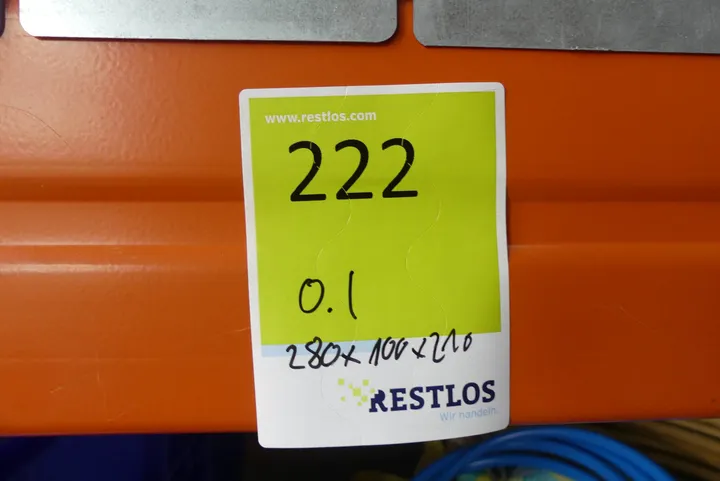 www.restlos.com
222
0.1
280x100x210
RESTLOS
Wir handeln.